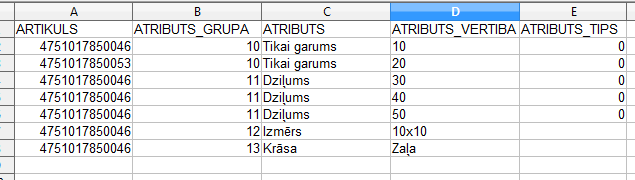 A B C D E
ARTIKULS ATRIBUTS_GRUPA ATRIBUTS ATRIBUTS_VERTIBA ATRIBUTS_TIPS
4751017850046 10 Tikai garums 10 0
4751017850053 10 Tikai garums 20 0
4751017850046 11 Dziļums 30 0
4751017850046 11 Dziļums 40 0
4751017850046 11 Dziļums 50 0
4751017850046 12 Izmērs 10x10
4751017850046 13 Krāsa Zaļa